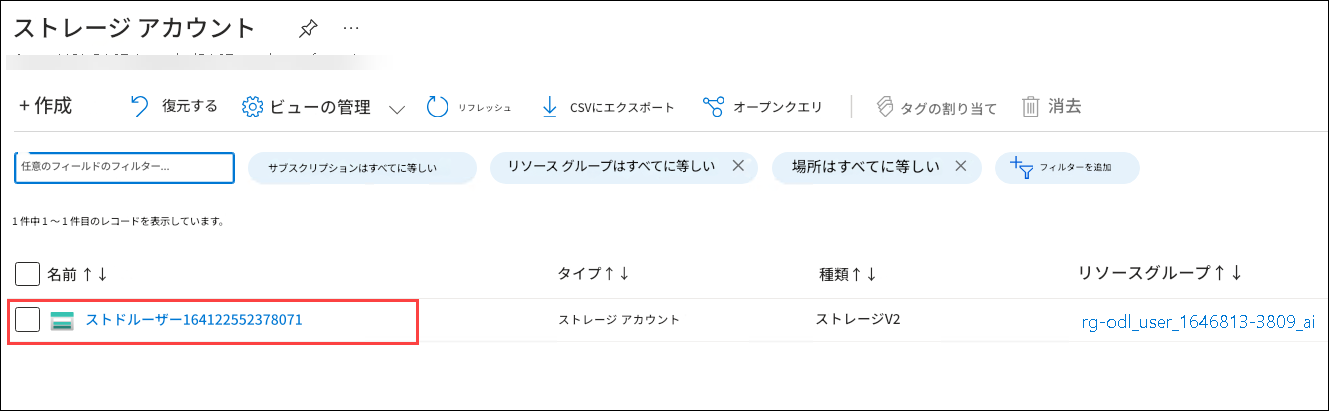 ストレージ アカウント
+ 作成 復元する ビューの管理 リフレッシュ CSVにエクスポート オープンクエリ タグの割り当て 消去
任意のフィールドのフィルター... サブスクリプションはすべてに等しい リソース グループはすべてに等しい × 場所はすべてに等しい × フィルターを追加
1 件中 1 ～ 1 件目のレコードを表示しています。
名前 ↑↓ タイプ↑↓ 種類↑↓ リソースグループ↑↓
ストドルーザー164122552378071 ストレージ アカウント ストレージV2 rg-odl_user_1646813-3809_ai